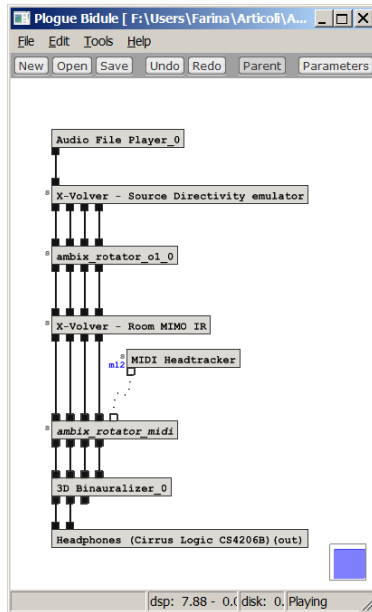 Plogue Bidule [ F:\Users\Farina\Articoli\A...
File Edit Tools Help
New Open Save Undo Redo Parent Parameters
Audio File Player_0
s X-Volver - Source Directivity emulator
s ambix_rotator_o1_0
s X-Volver - Room MIMO IR
s
m12 MIDI Headtracker
s ambix_rotator_midi
3D Binauralizer_0
Headphones (Cirrus Logic CS4206B)(out)
dsp: 7.88 - 0.0 disk: 0. Playing